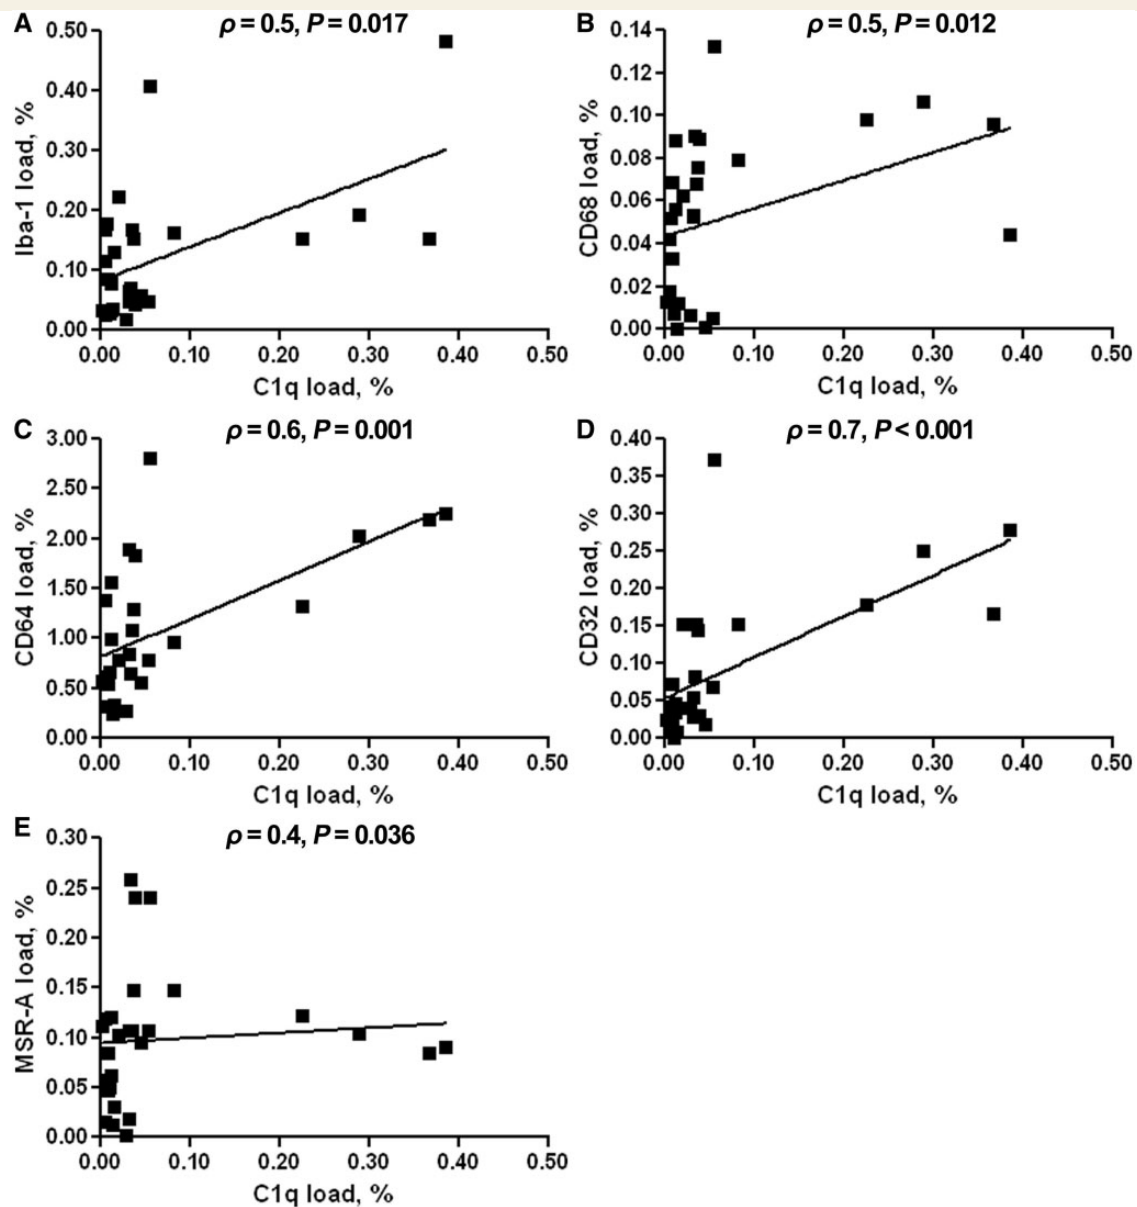 A
ρ = 0.5, P = 0.017
Iba-1 load, %
0.50
0.40
0.30
0.20
0.10
0.00
0.00 0.10 0.20 0.30 0.40 0.50
C1q load, %
B
ρ = 0.5, P = 0.012
CD68 load, %
0.14
0.12
0.10
0.08
0.06
0.04
0.02
0.00
0.00 0.10 0.20 0.30 0.40 0.50
C1q load, %
C
ρ = 0.6, P = 0.001
CD64 load, %
3.00
2.50
2.00
1.50
1.00
0.50
0.00
0.00 0.10 0.20 0.30 0.40 0.50
C1q load, %
D
ρ = 0.7, P < 0.001
CD32 load, %
0.40
0.35
0.30
0.25
0.20
0.15
0.10
0.05
0.00
0.00 0.10 0.20 0.30 0.40 0.50
C1q load, %
E
ρ = 0.4, P = 0.036
MSR-A load, %
0.30
0.25
0.20
0.15
0.10
0.05
0.00
0.00 0.10 0.20 0.30 0.40 0.50
C1q load, %